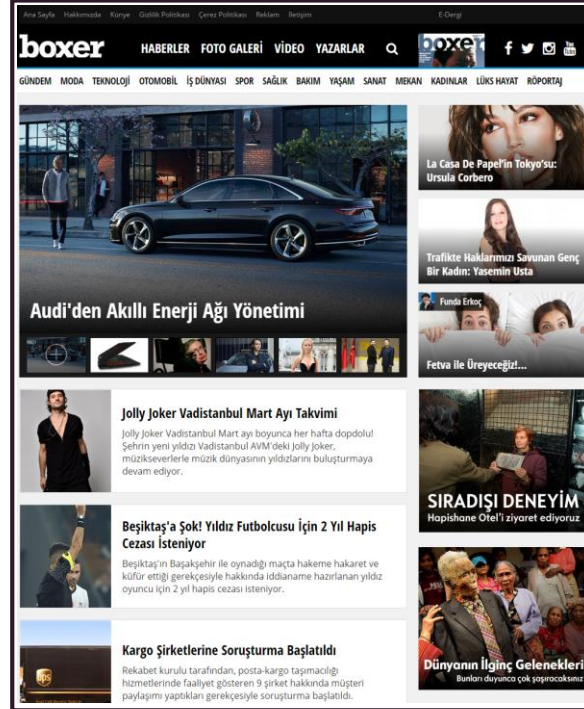 Ana Sayfa Hakkımızda Künye Gizlilik Politikası Çerez Politikası Reklam İletişim E-Dergi
boxer HABERLER FOTO GALERİ VİDEO YAZARLAR boxer
GÜNDEM MODA TEKNOLOJİ OTOMOBİL İŞ DÜNYASI SPOR SAĞLIK BAKIM YAŞAM SANAT MEKAN KADINLAR LÜKS HAYAT RÖPORTAJ
Audi'den Akıllı Enerji Ağı Yönetimi
La Casa De Papel'in Tokyo'su:
Ursula Corbero
Trafikte Haklarımızı Savunan Genç
Bir Kadın: Yasemin Usta
Funda Erkoç
Fetva ile Üreyeceğiz!...
Jolly Joker Vadistanbul Mart Ayı Takvimi
Jolly Joker Vadistanbul Mart ayı boyunca her hafta dopdolu!
Şehrin yeni yıldızı Vadistanbul AVM'deki Jolly Joker,
müzikseverlerle müzik dünyasının yıldızlarını buluşturmaya
devam ediyor.
SIRADIŞI DENEYİM
Hapishane Otel'i ziyaret ediyoruz
Beşiktaş'a Şok! Yıldız Futbolcusu İçin 2 Yıl Hapis
Cezası İsteniyor
Beşiktaş'ın Başakşehir ile oynadığı maçta hakeme hakaret ve
küfür ettiği gerekçesiyle hakkında iddianame hazırlanan yıldız
oyuncu için 2 yıl hapis cezası isteniyor.
Dünyanın İlginç Gelenekleri
Bunları duyunca çok şaşıracaksınız
ups
Kargo Şirketlerine Soruşturma Başlatıldı
Rekabet kurulu tarafından, posta-kargo taşımacılığı
hizmetlerinde faaliyet gösteren 9 şirket hakkında müşteri
paylaşımı yaptıkları gerekçesiyle soruşturma başlatıldı.